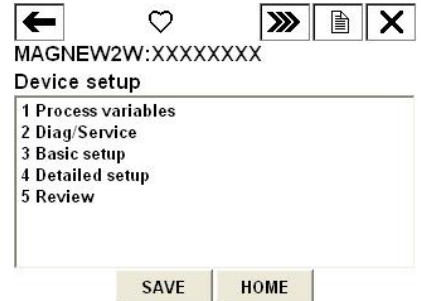 MAGNEW2W:XXXXXXXX
Device setup
1 Process variables
2 Diag/Service
3 Basic setup
4 Detailed setup
5 Review
SAVE HOME